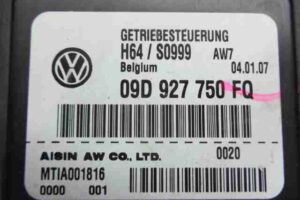 GETRIEBESTEUERUNG
H64 / S0999 AW7
Belgium 04.01.07
09D 927 750 FQ
AISIN AW CO., LTD. 0020
MTIA001816
0000 001